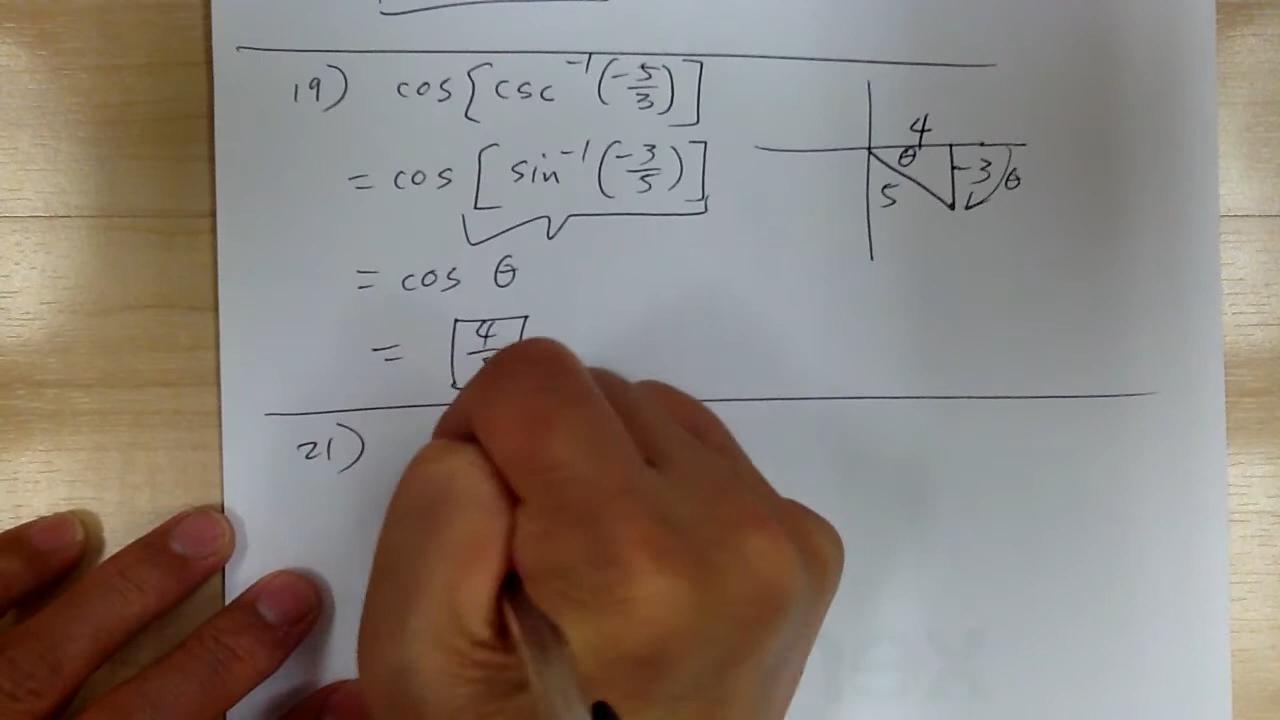 19) cos[csc⁻¹(-5/3)]
= cos [sin⁻¹(-3/5)]
= cos θ
= 4
21)
4
θ
-3
θ
5